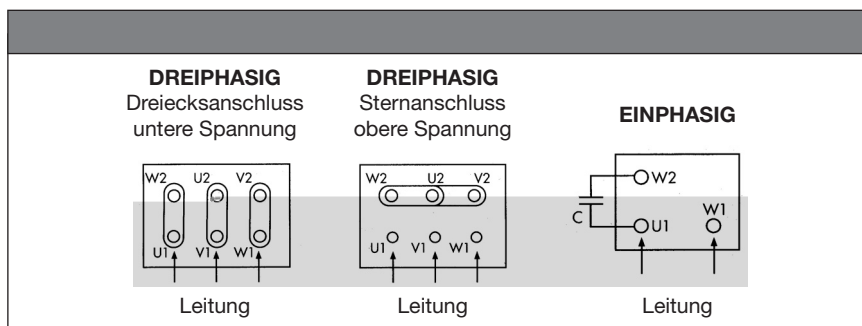 DREIPHASIG
Dreiecksanschluss
untere Spannung
W2 U2 V2
U1 V1 W1
Leitung
DREIPHASIG
Sternanschluss
obere Spannung
W2 U2 V2
U1 V1 W1
Leitung
EINPHASIG
W2
C
U1 W1
Leitung